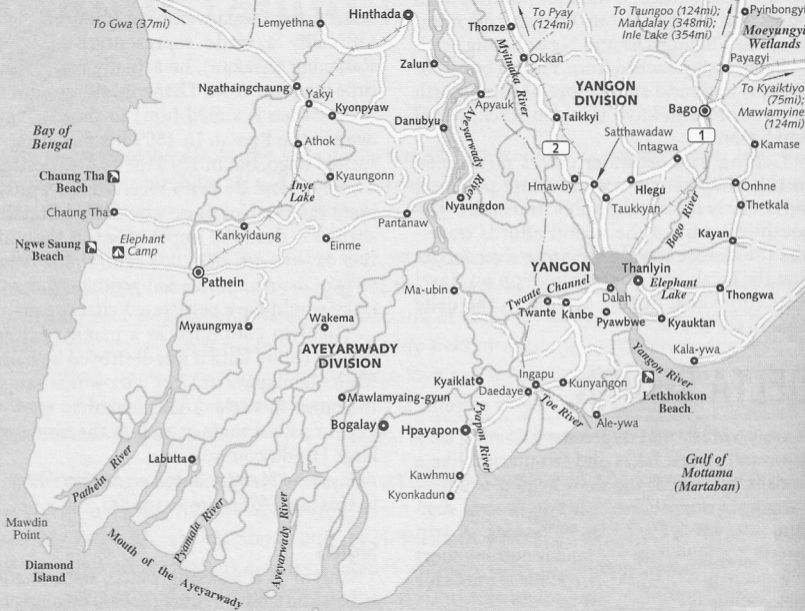 To Gwa (37mi)
Lemyethna
Hinthada
Thonze
To Pyay
(124mi)
To Taungoo (124mi);
Mandalay (348mi);
Inle Lake (354mi)
Pyinbongyi
Moeyungyi
Wetlands
Zalun
Myitnaka River
Okkan
Payagyi
Ngathaingchaung
Yakyi
Kyonpyaw
Apyauk
YANGON
DIVISION
To Kyaiktiyo
(75mi);
Mawlamyine
(124mi)
Bago
1
Bay of
Bengal
Danubyu
Ayeyarwady River
Taikkyi
Satthawadaw
Intagwa
Kamase
Athok
2
Chaung Tha
Beach
Kyaungonn
Inye
Lake
Hmawby
Hlegu
Onhne
Chaung Tha
Nyaungdon
Taukkyan
Thetkala
Pantanaw
Bago River
Kankyidaung
Einme
Kayan
Ngwe Saung
Beach
Elephant
Camp
Pathein
YANGON
Thanlyin
Elephant
Lake
Ma-ubin
Twante Channel
Dalah
Thongwa
Twante
Kanbe
Pyawbwe
Kyauktan
Myaungmya
Wakema
AYEYARWADY
DIVISION
Yangon River
Kala-ywa
Kyaiklat
Ingapu
Daedaye
Kunyangon
Letkhokkon
Beach
Mawlamyaing-gyun
Toe River
Ale-ywa
Bogalay
Hpayapon
Pyapon River
Labutta
Pathein River
Kawhmu
Kyonkadun
Gulf of
Mottama
(Martaban)
Pyamala River
Ayeyarwady River
Mawdin
Point
Diamond
Island
Mouth of the Ayeyarwady